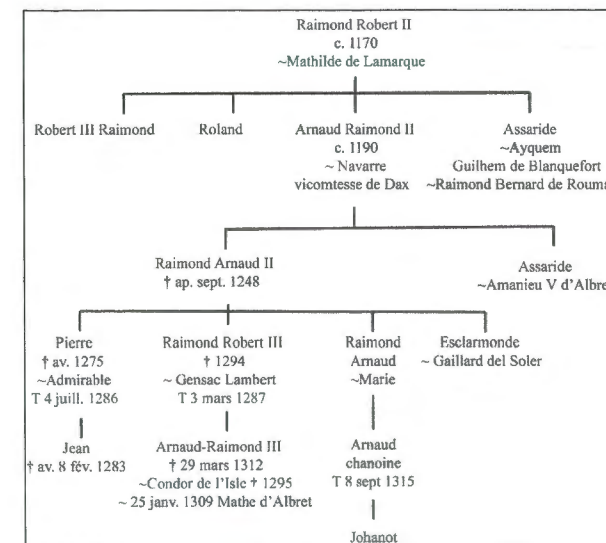 Raimond Robert II
c. 1170
~Mathilde de Lamarque
Robert III Raimond
Roland
Arnaud Raimond II
c. 1190
~ Navarre
vicomtesse de Dax
Assaride
~Ayquem
Guilhem de Blanquefort
~Raimond Bernard de
Raimond Arnaud II
† ap. sept. 1248
Assaride
~Amanieu V d'Albre
Pierre
† av. 1275
~Admirable
T 4 juill. 1286
Raimond Robert III
† 1294
~ Gensac Lambert
T 3 mars 1287
Raimond
Arnaud
~Marie
Esclarmonde
~ Gaillard del Soler
Jean
† av. 8 fév. 1283
Arnaud-Raimond III
† 29 mars 1312
~Condor de l'Isle † 1295
~ 25 janv. 1309 Mathe d'Albret
Arnaud
chanoine
T 8 sept 1315
Johanot